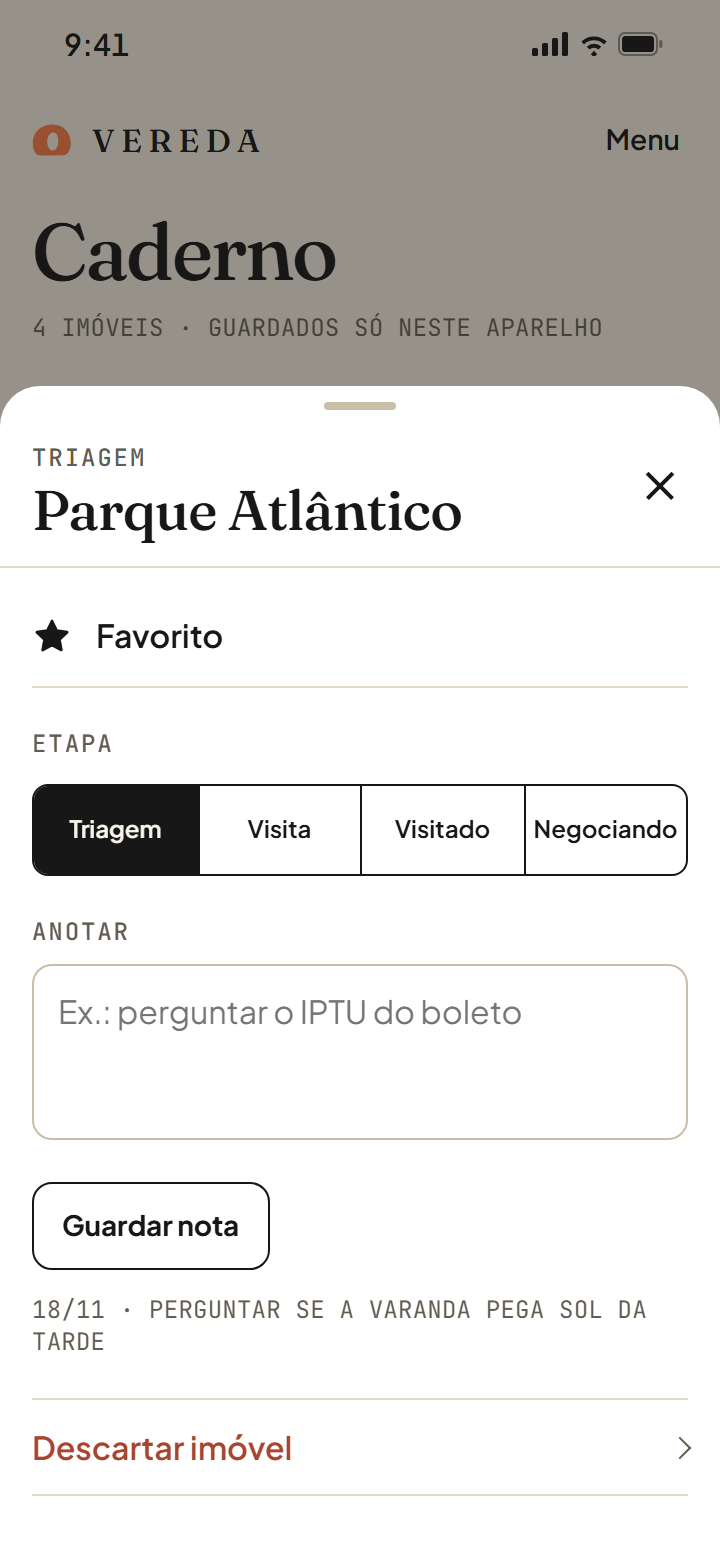 9:41
VEREDA
Menu
Caderno
4 IMÓVEIS · GUARDADOS SÓ NESTE APARELHO
TRIAGEM
Parque Atlântico
Favorito
ETAPA
Triagem
Visita
Visitado
Negociando
ANOTAR
Ex.: perguntar o IPTU do boleto
Guardar nota
18/11 · PERGUNTAR SE A VARANDA PEGA SOL DA
TARDE
Descartar imóvel